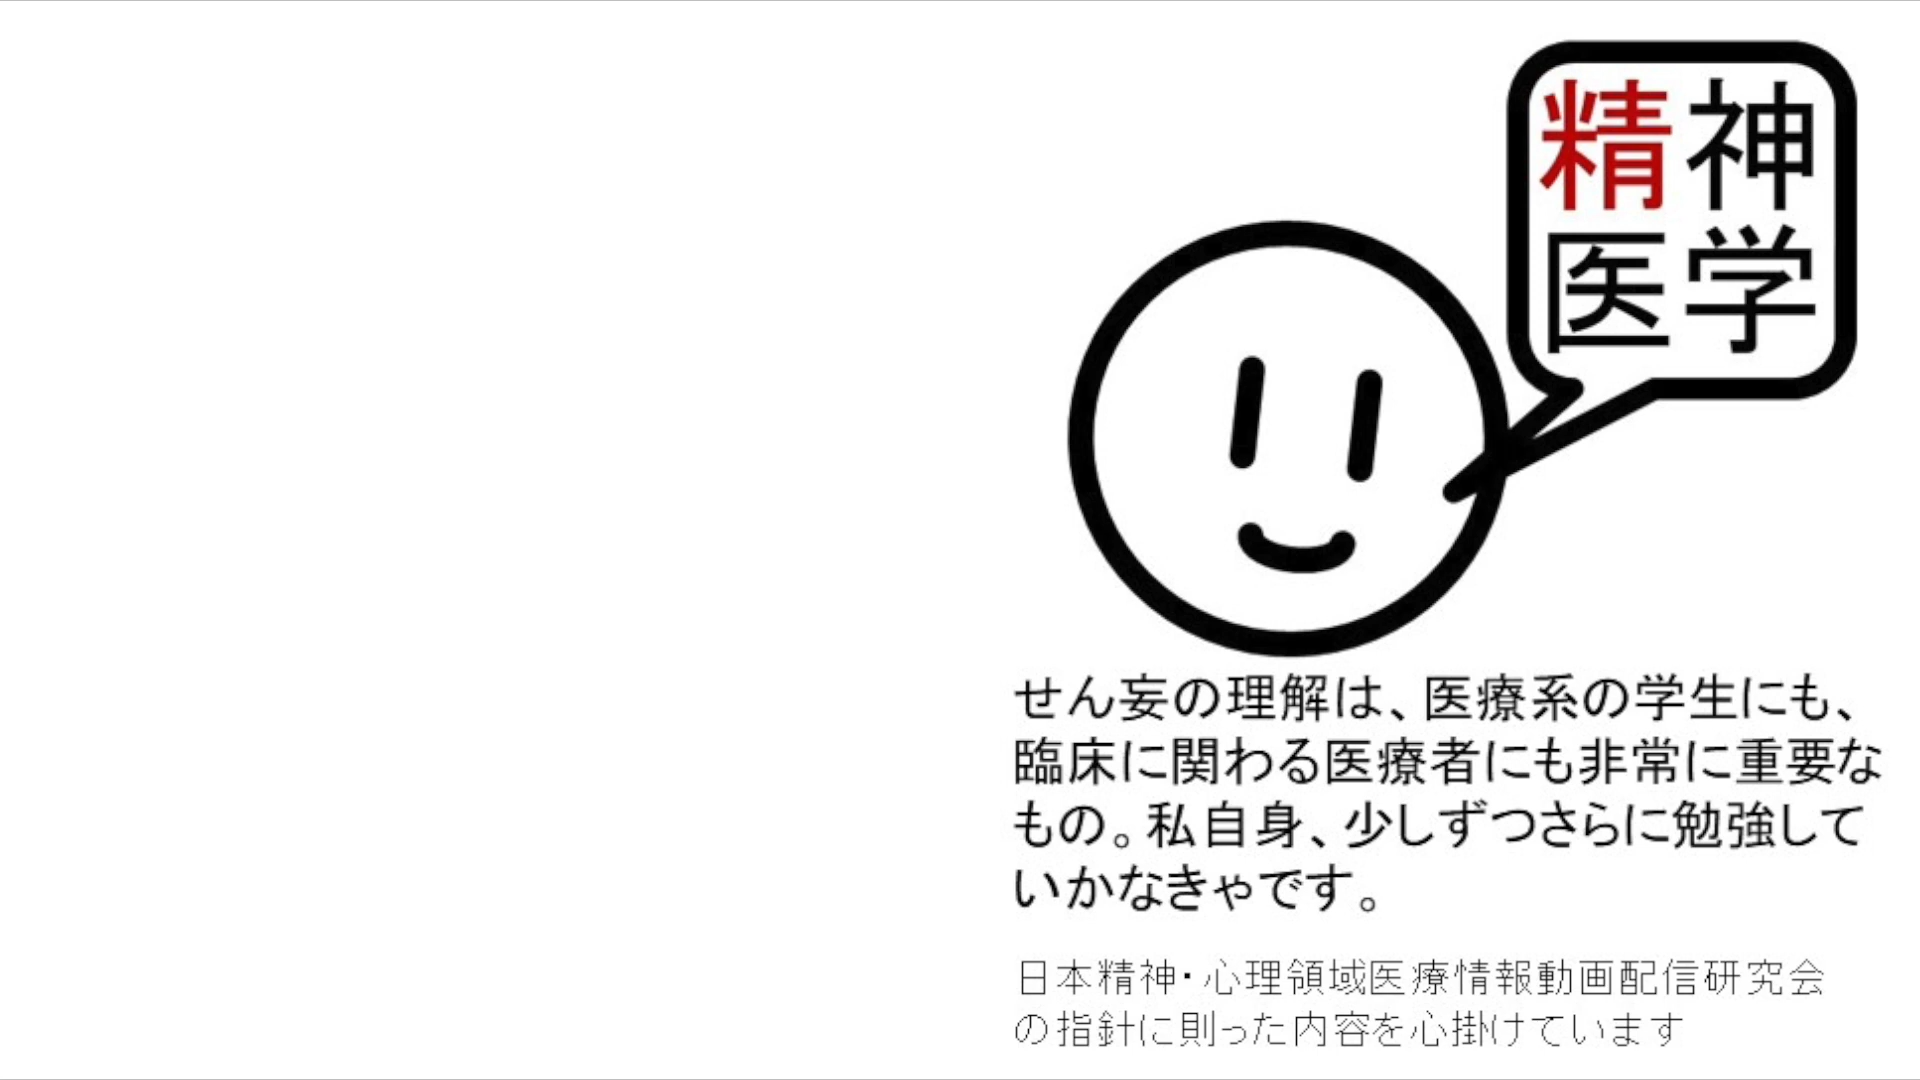 精神
医学
せん妄の理解は、医療系の学生にも、
臨床に関わる医療者にも非常に重要な
もの。私自身、少しずつさらに勉強して
いかなきゃです。
日本精神・心理領域医療情報動画配信研究会
の指針に則った内容を心掛けています